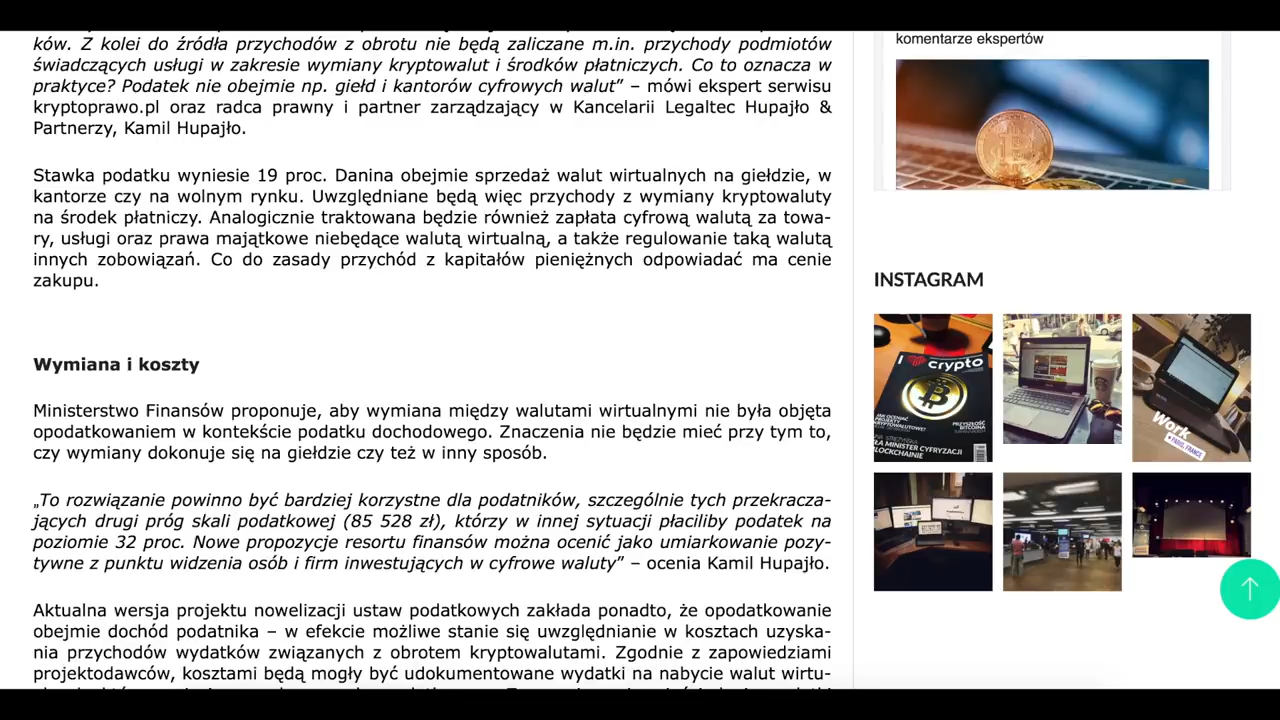 ków. Z kolei do źródła przychodów z obrotu nie będą zaliczane m.in. przychody podmiotów
świadczących usługi w zakresie wymiany kryptowalut i środków płatniczych. Co to oznacza w
praktyce? Podatek nie obejmie np. giełd i kantorów cyfrowych walut” – mówi ekspert serwisu
kryptoprawo.pl oraz radca prawny i partner zarządzający w Kancelarii Legaltec Hupajło &
Partnerzy, Kamil Hupajło.
Stawka podatku wyniesie 19 proc. Danina obejmie sprzedaż walut wirtualnych na giełdzie, w
kantorze czy na wolnym rynku. Uwzględniane będą więc przychody z wymiany kryptowaluty
na środek płatniczy. Analogicznie traktowana będzie również zapłata cyfrową walutą za towa-
ry, usługi oraz prawa majątkowe niebędące walutą wirtualną, a także regulowanie taką walutą
innych zobowiązań. Co do zasady przychód z kapitałów pieniężnych odpowiadać ma cenie
zakupu.
Wymiana i koszty
Ministerstwo Finansów proponuje, aby wymiana między walutami wirtualnymi nie była objęta
opodatkowaniem w kontekście podatku dochodowego. Znaczenia nie będzie mieć przy tym to,
czy wymiany dokonuje się na giełdzie czy też w inny sposób.
„To rozwiązanie powinno być bardziej korzystne dla podatników, szczególnie tych przekracza-
jących drugi próg skali podatkowej (85 528 zł), którzy w innej sytuacji płaciliby podatek na
poziomie 32 proc. Nowe propozycje resortu finansów można ocenić jako umiarkowanie pozy-
tywne z punktu widzenia osób i firm inwestujących w cyfrowe waluty” – ocenia Kamil Hupajło.
Aktualna wersja projektu nowelizacji ustaw podatkowych zakłada ponadto, że opodatkowanie
obejmie dochód podatnika – w efekcie możliwe stanie się uwzględnianie w kosztach uzyska-
nia przychodów wydatków związanych z obrotem kryptowalutami. Zgodnie z zapowiedziami
projektodawców, kosztami będą mogły być udokumentowane wydatki na nabycie walut wirtu-
komentarze ekspertów
INSTAGRAM
crypto
JAK OCENIAĆ
PROJEKTY
KRYPTOWALUTOWE?
PRZYSZŁOŚĆ
BITCOINA
MINISTER CYFRYZACJI
BLOCKCHAINIE
Work
PARIS, FRANCE